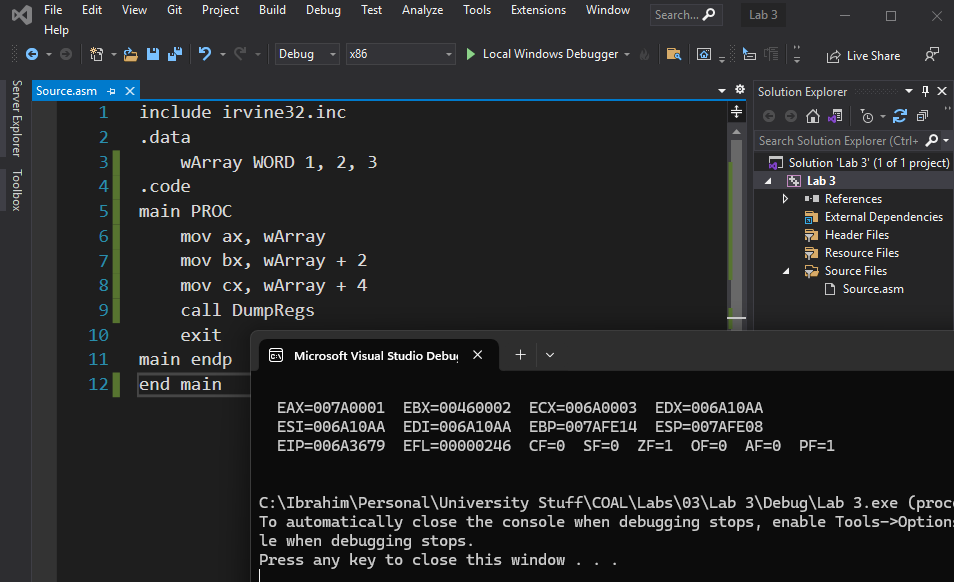 File Edit View Git Project Build Debug Test Analyze Tools Extensions Window Search... Lab 3
Help
Debug x86 Local Windows Debugger Live Share
Server Explorer
Toolbox
Source.asm
1 include irvine32.inc
2 .data
3 wArray WORD 1, 2, 3
4 .code
5 main PROC
6 mov ax, wArray
7 mov bx, wArray + 2
8 mov cx, wArray + 4
9 call DumpRegs
10 exit
11 main endp
12 end main
Solution Explorer
Search Solution Explorer (Ctrl+
Solution 'Lab 3' (1 of 1 project)
Lab 3
References
External Dependencies
Header Files
Resource Files
Source Files
Source.asm
Microsoft Visual Studio Debug
EAX=007A0001 EBX=00460002 ECX=006A0003 EDX=006A10AA
ESI=006A10AA EDI=006A10AA EBP=007AFE14 ESP=007AFE08
EIP=006A3679 EFL=00000246 CF=0 SF=0 ZF=1 OF=0 AF=0 PF=1
C:\Ibrahim\Personal\University Stuff\COAL\Labs\03\Lab 3\Debug\Lab 3.exe (proce
To automatically close the console when debugging stops, enable Tools->Options
le when debugging stops.
Press any key to close this window . . .